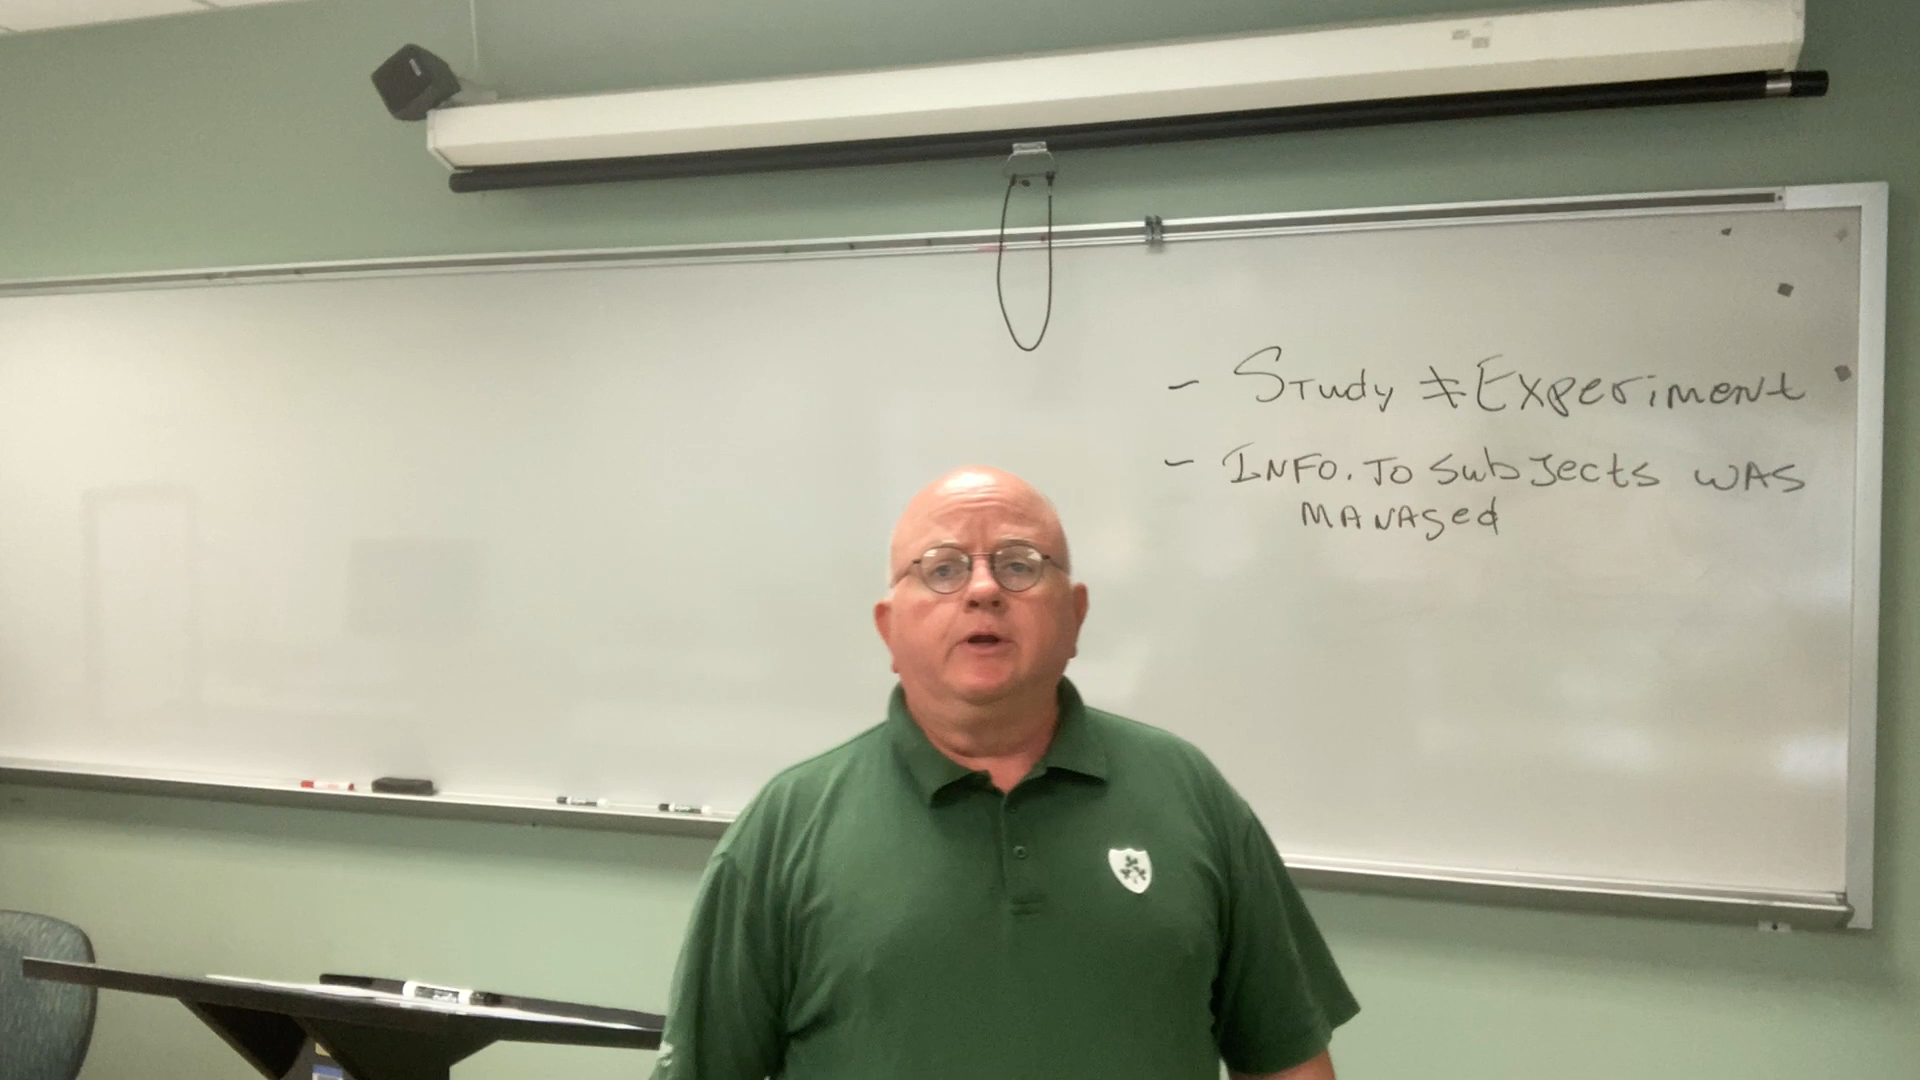 - Study ≠ Experiment
- INFO. To Subjects WAS
MANAged